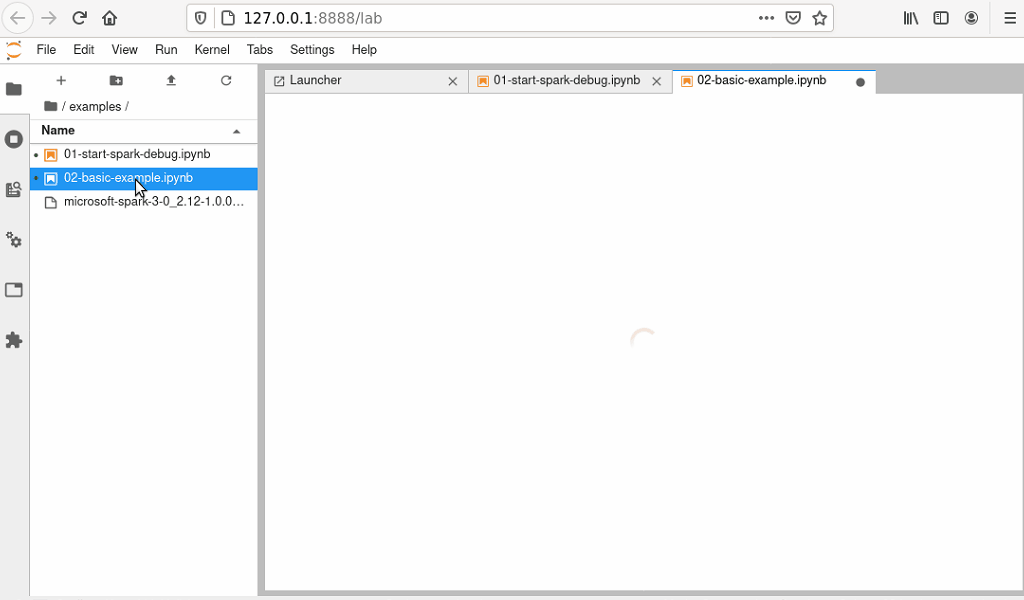 127.0.0.1:8888/lab
File Edit View Run Kernel Tabs Settings Help
/ examples /
Name
01-start-spark-debug.ipynb
02-basic-example.ipynb
microsoft-spark-3-0_2.12-1.0.0...
Launcher
01-start-spark-debug.ipynb
02-basic-example.ipynb